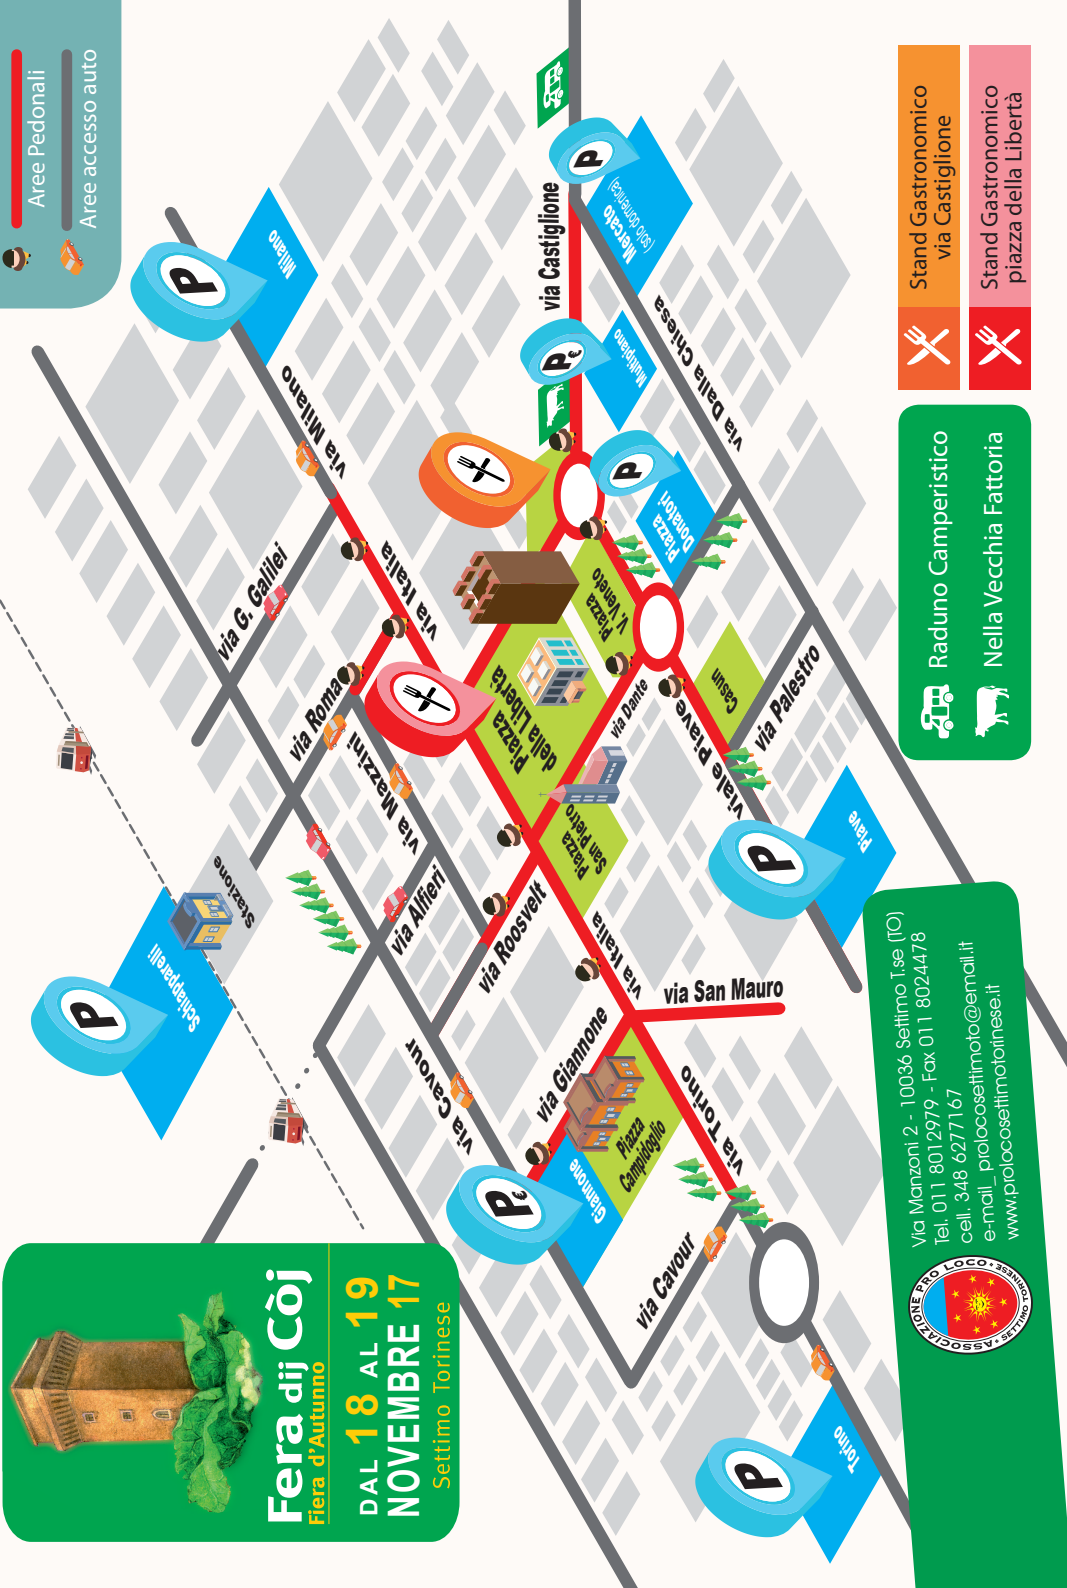 Fera dij Còj
Fiera d'Autunno
DAL 18 AL 19
NOVEMBRE 17
Settimo Torinese
Aree Pedonali
Aree accesso auto
Schiapparelli
Stazione
P
P
Milano
via G. Galilei
via Milano
via Roma
via Mazzini
via Alfieri
via Italia
via Cavour
via Roosvelt
Piazza
della Libertà
via Castiglione
P€
Multipiano
P
Mercato
(solo domenica)
P
Piazza
Donatori
Piazza
V. Veneto
via Dante
Piazza
San Pietro
via Dalla Chiesa
Casun
viale Piave
via Palestro
P
Piave
via Italia
via San Mauro
via Giannone
P€
Giannone
Piazza
Campidoglio
via Torino
via Cavour
P
Torino
Stand Gastronomico
via Castiglione
Stand Gastronomico
piazza della Libertà
Raduno Camperistico
Nella Vecchia Fattoria
ASSOCIAZIONE PRO LOCO • SETTIMO TORINESE •
Via Manzoni 2 - 10036 Settimo T.se (TO)
Tel. 011 8012979 - Fax 011 8024478
cell. 348 6277167
e-mail_ prolocosettimoto@email.it
www.prolocosettimotorinese.it